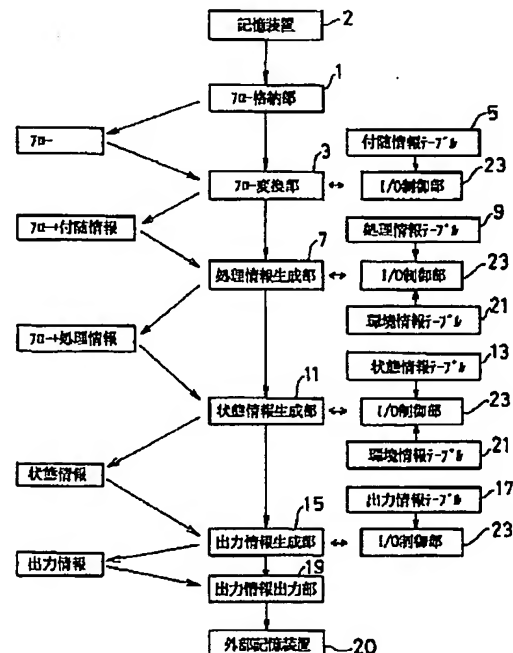 記憶装置
2
1
フロー格納部
フロー
5
付随情報テーブル
3
23
フロー変換部
I/O制御部
フロー→付随情報
9
7
処理情報テーブル
23
処理情報生成部
I/O制御部
21
環境情報テーブル
フロー→処理情報
13
状態情報テーブル
11
23
状態情報生成部
I/O制御部
21
環境情報テーブル
状態情報
17
出力情報テーブル
15
23
出力情報生成部
I/O制御部
出力情報
19
出力情報出力部
外部記憶装置
20